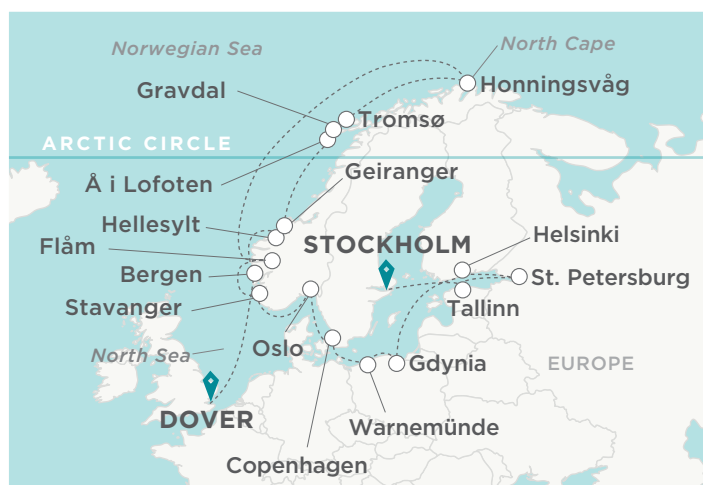 Norwegian Sea
North Cape
Gravdal
Honningsvåg
Tromsø
ARCTIC CIRCLE
Å i Lofoten
Geiranger
Hellesylt
STOCKHOLM
Helsinki
Flåm
Bergen
St. Petersburg
Stavanger
Tallinn
North Sea
Oslo
Gdynia
EUROPE
DOVER
Warnemünde
Copenhagen